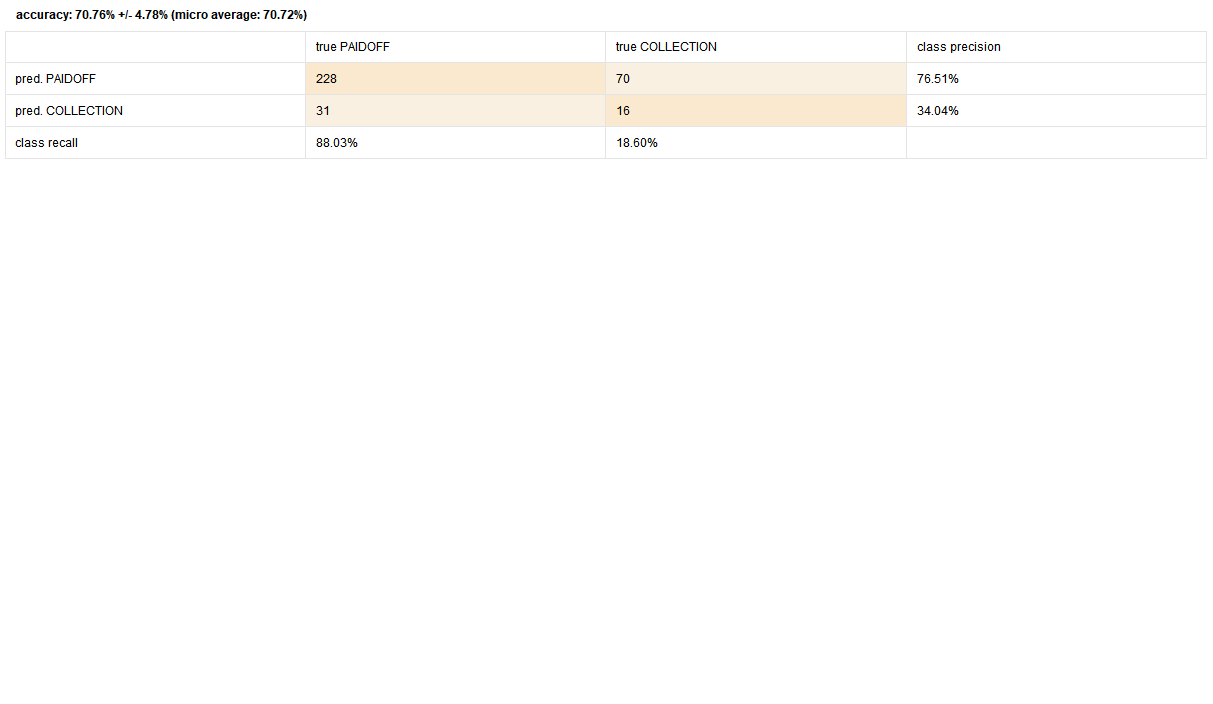 accuracy: 70.76% +/- 4.78% (micro average: 70.72%)
true PAIDOFF true COLLECTION class precision
pred. PAIDOFF 228 70 76.51%
pred. COLLECTION 31 16 34.04%
class recall 88.03% 18.60%